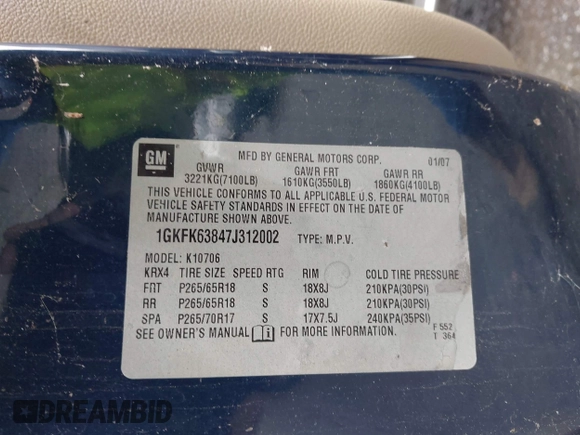 GM MFD BY GENERAL MOTORS CORP. 01/07
GVWR GAWR FRT GAWR RR
3221KG(7100LB) 1610KG(3550LB) 1860KG(4100LB)
THIS VEHICLE CONFORMS TO ALL APPLICABLE U.S. FEDERAL MOTOR
VEHICLE SAFETY STANDARDS IN EFFECT ON THE DATE OF
MANUFACTURE SHOWN ABOVE.
1GKFK63847J312002 TYPE: M.P.V.
MODEL: K10706
KRX4 TIRE SIZE SPEED RTG RIM COLD TIRE PRESSURE
FRT P265/65R18 S 18X8J 210KPA(30PSI)
RR P265/65R18 S 18X8J 210KPA(30PSI)
SPA P265/70R17 S 17X7.5J 240KPA(35PSI)
SEE OWNER'S MANUAL FOR MORE INFORMATION.
F 552
T 364
DREAMBID